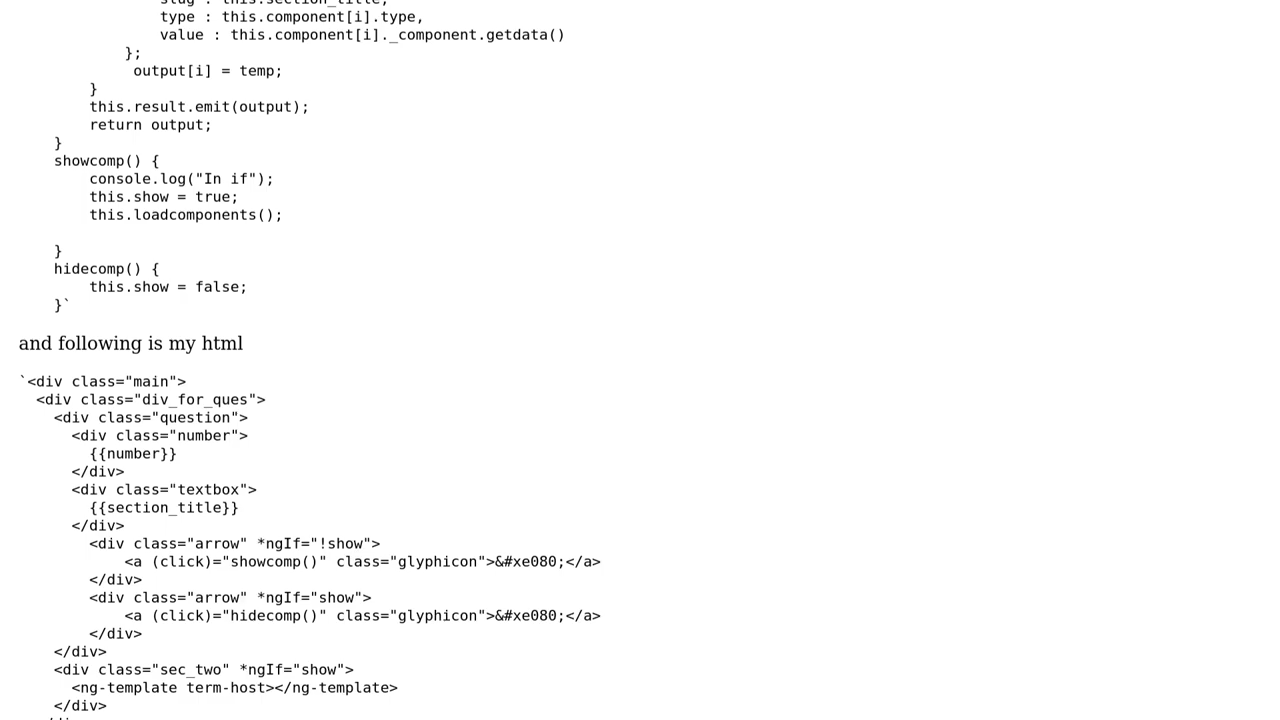 slug : this.section_title,
type : this.component[i].type,
value : this.component[i]._component.getdata()
};
output[i] = temp;
}
this.result.emit(output);
return output;
}
showcomp() {
console.log("In if");
this.show = true;
this.loadcomponents();
}
hidecomp() {
this.show = false;
}`
and following is my html
`<div class="main">
<div class="div_for_ques">
<div class="question">
<div class="number">
{{number}}
</div>
<div class="textbox">
{{section_title}}
</div>
<div class="arrow" *ngIf="!show">
<a (click)="showcomp()" class="glyphicon">&#xe080;</a>
</div>
<div class="arrow" *ngIf="show">
<a (click)="hidecomp()" class="glyphicon">&#xe080;</a>
</div>
</div>
<div class="sec_two" *ngIf="show">
<ng-template term-host></ng-template>
</div>
</div>